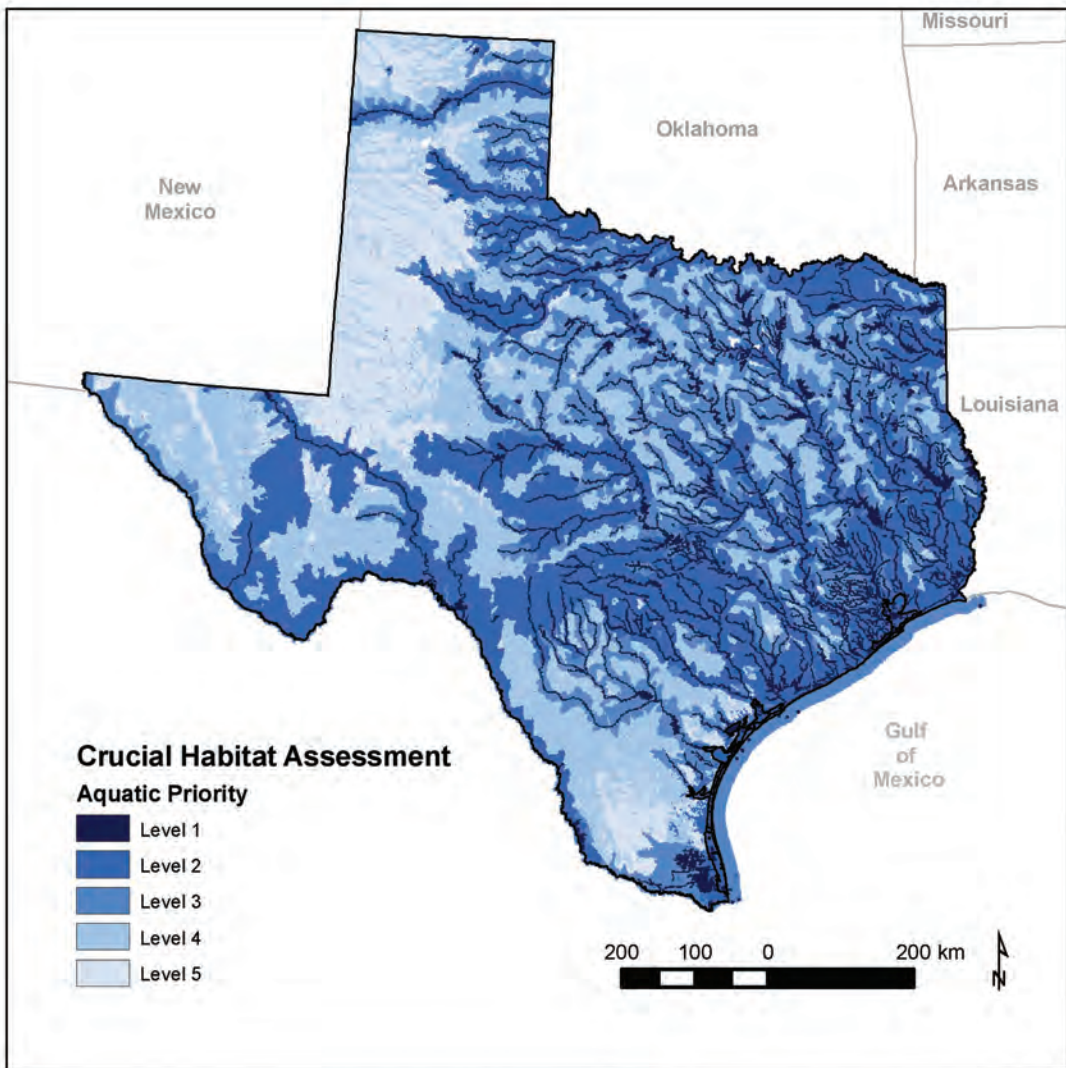 Missouri
Oklahoma
Arkansas
New
Mexico
Louisiana
Gulf
of
Mexico
Crucial Habitat Assessment
Aquatic Priority
Level 1
Level 2
Level 3
Level 4
Level 5
200 100 0 200 km
N